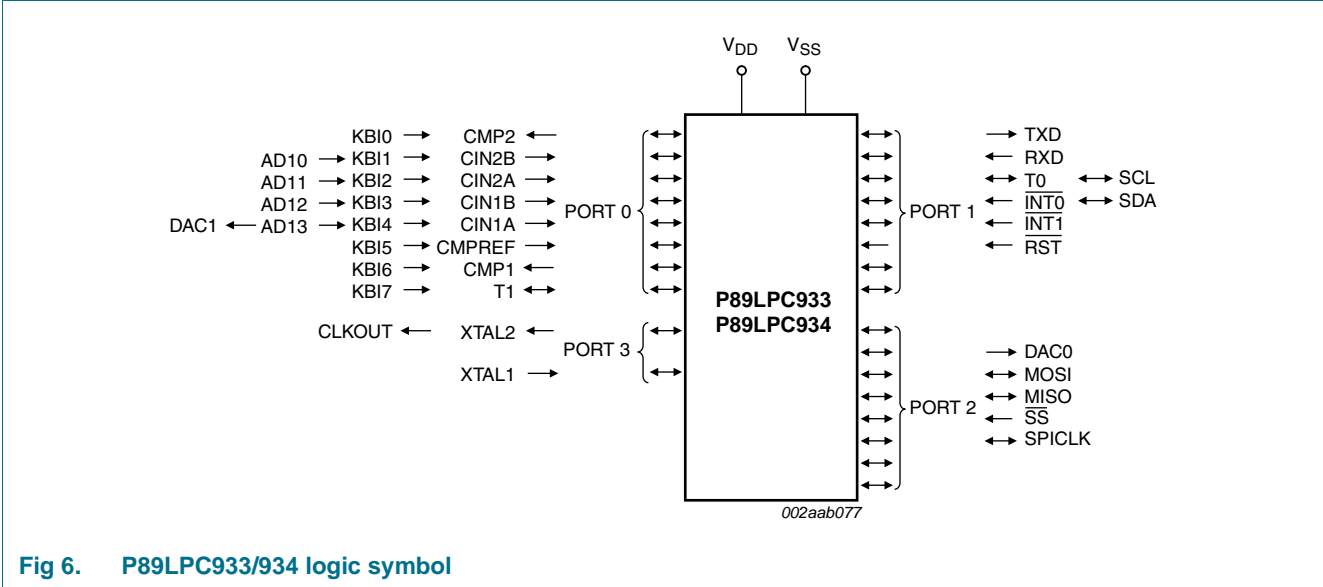 VDD VSS
KBI0 CMP2 TXD
AD10 KBI1 CIN2B RXD
AD11 KBI2 CIN2A T0 SCL
AD12 KBI3 CIN1B PORT 0 PORT 1 INT0 SDA
DAC1 AD13 KBI4 CIN1A INT1
KBI5 CMPREF RST
KBI6 CMP1
KBI7 T1
P89LPC933
P89LPC934
CLKOUT XTAL2
PORT 3
XTAL1
DAC0
MOSI
MISO
PORT 2
SS
SPICLK
002aab077
Fig 6. P89LPC933/934 logic symbol